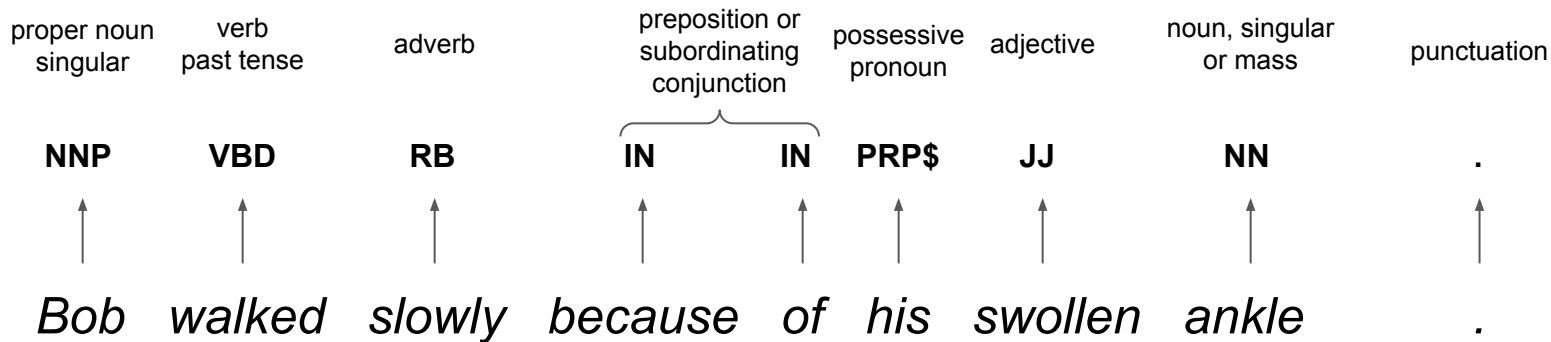 proper noun singular
verb past tense
adverb
preposition or subordinating conjunction
possessive pronoun
adjective
noun, singular or mass
punctuation
NNP VBD RB IN IN PRP$ JJ NN .
Bob walked slowly because of his swollen ankle .